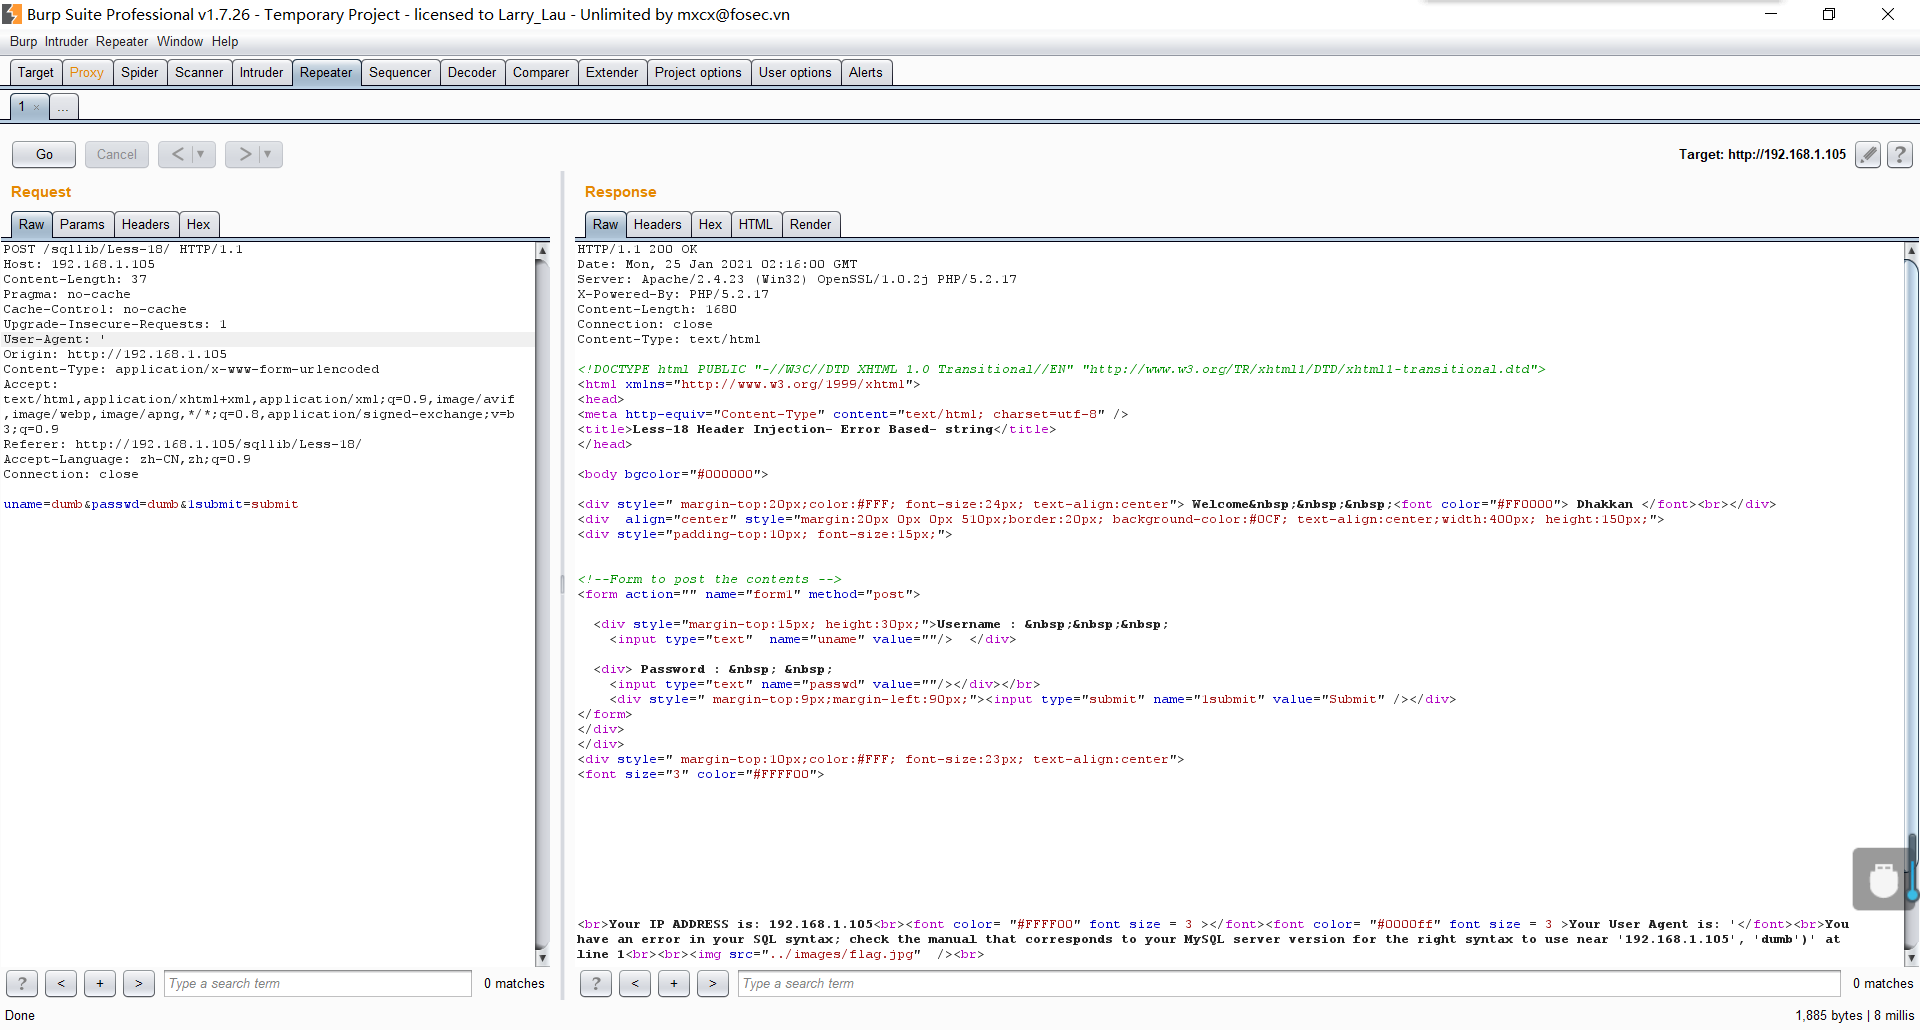 Burp Suite Professional v1.7.26 - Temporary Project - licensed to Larry_Lau - Unlimited by mxcx@fosec.vn
Burp Intruder Repeater Window Help
Target Proxy Spider Scanner Intruder Repeater Sequencer Decoder Comparer Extender Project options User options Alerts
1 × ...
Go Cancel < ▼ > ▼ Target: http://192.168.1.105 ?
Request
Raw Params Headers Hex
POST /sqllib/Less-18/ HTTP/1.1
Host: 192.168.1.105
Content-Length: 37
Pragma: no-cache
Cache-Control: no-cache
Upgrade-Insecure-Requests: 1
User-Agent: '
Origin: http://192.168.1.105
Content-Type: application/x-www-form-urlencoded
Accept:
text/html,application/xhtml+xml,application/xml;q=0.9,image/avif
,image/webp,image/apng,*/*;q=0.8,application/signed-exchange;v=b
3;q=0.9
Referer: http://192.168.1.105/sqllib/Less-18/
Accept-Language: zh-CN,zh;q=0.9
Connection: close
uname=dumb&passwd=dumb&1submit=submit
? < + > Type a search term 0 matches
Response
Raw Headers Hex HTML Render
HTTP/1.1 200 OK
Date: Mon, 25 Jan 2021 02:16:00 GMT
Server: Apache/2.4.23 (Win32) OpenSSL/1.0.2j PHP/5.2.17
X-Powered-By: PHP/5.2.17
Content-Length: 1680
Connection: close
Content-Type: text/html
<!DOCTYPE html PUBLIC "-//W3C//DTD XHTML 1.0 Transitional//EN" "http://www.w3.org/TR/xhtml1/DTD/xhtml1-transitional.dtd">
<html xmlns="http://www.w3.org/1999/xhtml">
<head>
<meta http-equiv="Content-Type" content="text/html; charset=utf-8" />
<title>Less-18 Header Injection- Error Based- string</title>
</head>
<body bgcolor="#000000">
<div style=" margin-top:20px;color:#FFF; font-size:24px; text-align:center"> Welcome&nbsp;&nbsp;&nbsp;<font color="#FF0000"> Dhakkan </font><br></div>
<div  align="center" style="margin:20px 0px 0px 510px;border:20px; background-color:#0CF; text-align:center;width:400px; height:150px;">
<div style="padding-top:10px; font-size:15px;">
<!--Form to post the contents -->
<form action="" name="form1" method="post">
<div style="margin-top:15px; height:30px;">Username : &nbsp;&nbsp;&nbsp;
<input type="text"  name="uname" value=""/>  </div>
<div> Password : &nbsp; &nbsp;
<input type="text" name="passwd" value=""/></div></br>
<div style=" margin-top:9px;margin-left:90px;"><input type="submit" name="1submit" value="Submit" /></div>
</form>
</div>
</div>
<div style=" margin-top:10px;color:#FFF; font-size:23px; text-align:center">
<font size="3" color="#FFFF00">
<br>Your IP ADDRESS is: 192.168.1.105<br><font color= "#FFFF00" font size = 3 ></font><font color= "#0000ff" font size = 3 >Your User Agent is: '</font><br>You
have an error in your SQL syntax; check the manual that corresponds to your MySQL server version for the right syntax to use near '192.168.1.105', 'dumb')' at
line 1<br><br><img src="../images/flag.jpg"  /><br>
? < + > Type a search term 0 matches
Done 1,885 bytes | 8 millis